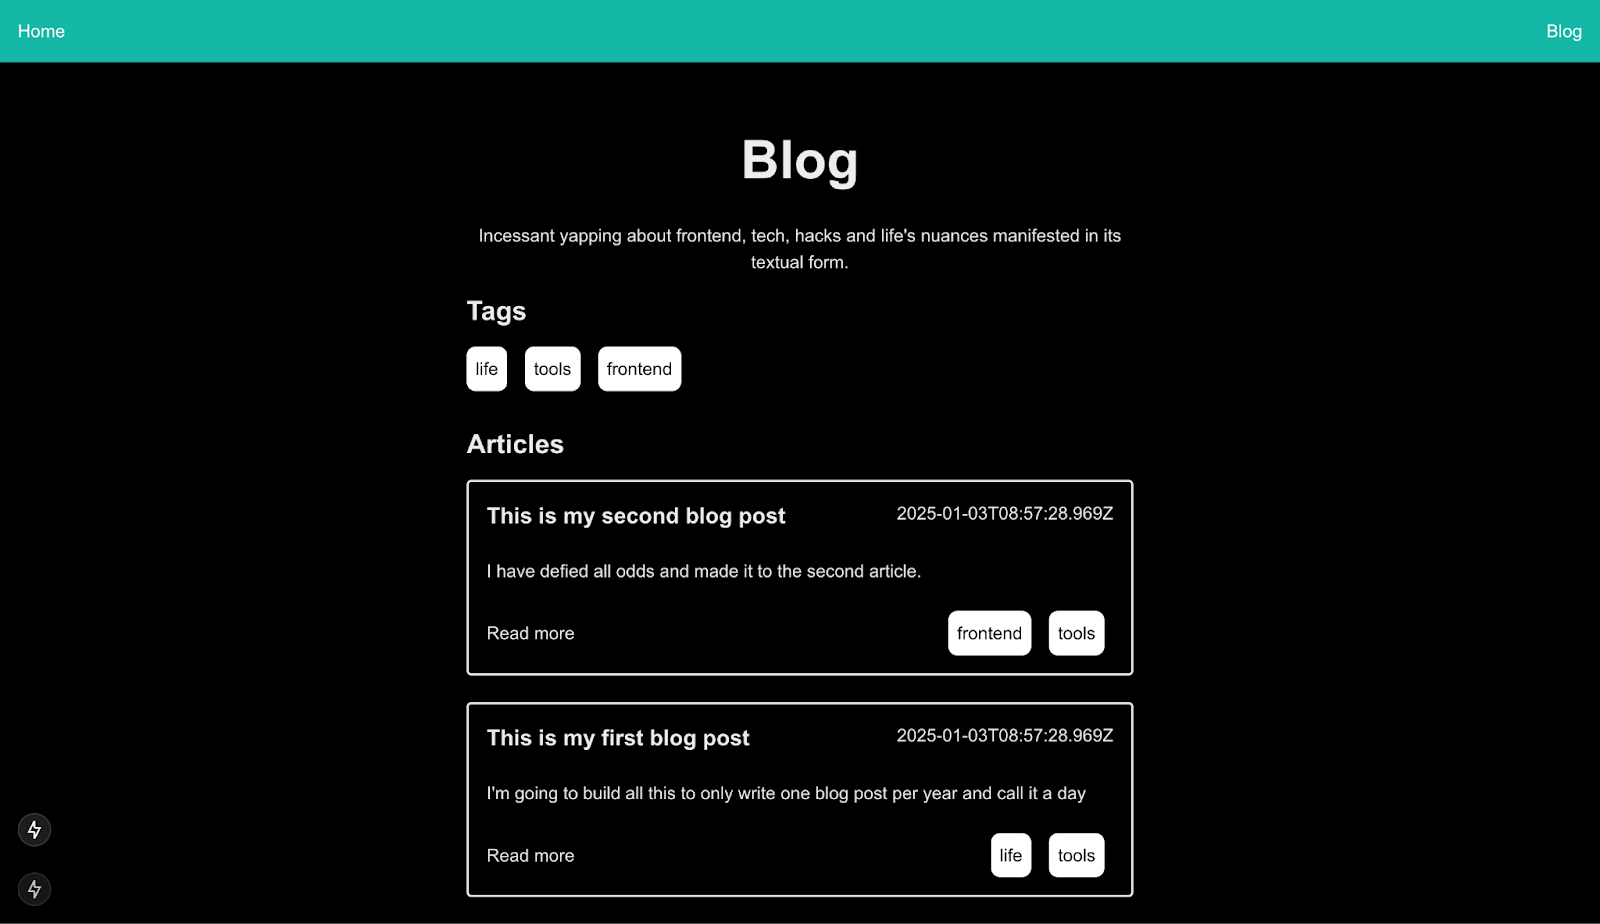 Home
Blog
Blog
Incessant yapping about frontend, tech, hacks and life's nuances manifested in its
textual form.
Tags
life tools frontend
Articles
This is my second blog post 2025-01-03T08:57:28.969Z
I have defied all odds and made it to the second article.
Read more frontend tools
This is my first blog post 2025-01-03T08:57:28.969Z
I'm going to build all this to only write one blog post per year and call it a day
Read more life tools